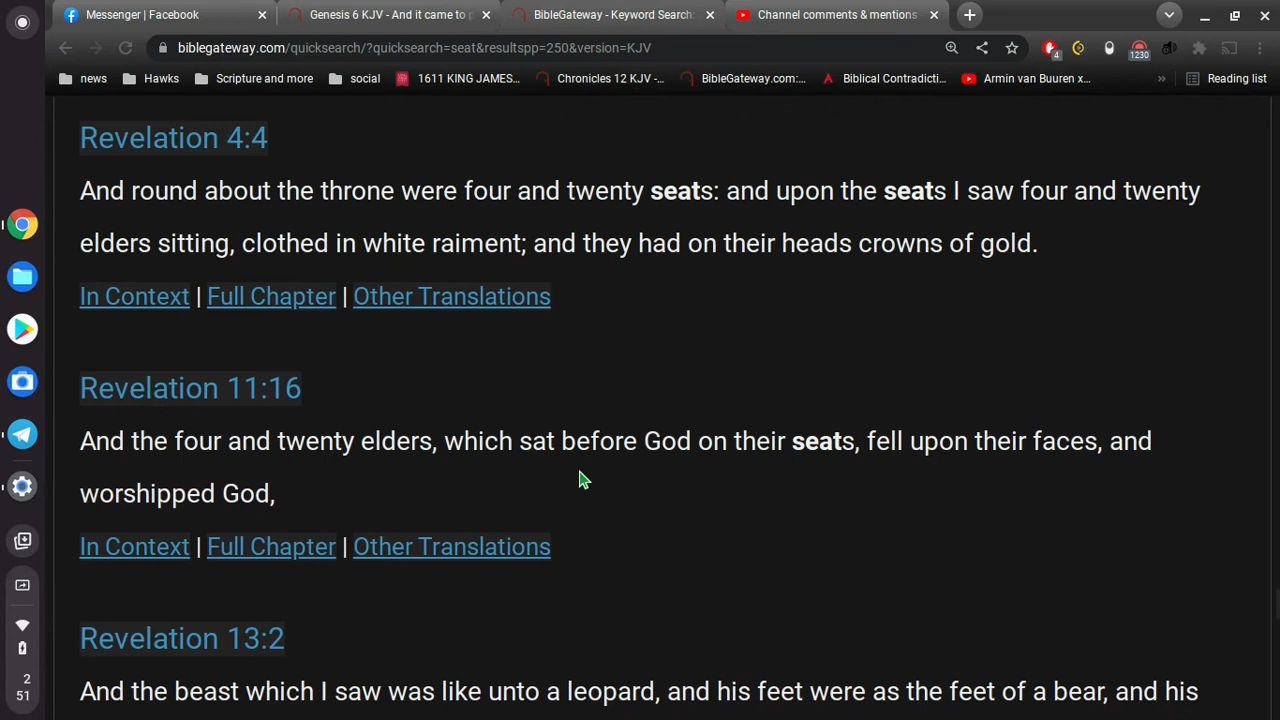 Messenger | Facebook
Genesis 6 KJV - And it came to p
BibleGateway - Keyword Search:
Channel comments & mentions
biblegateway.com/quicksearch/?quicksearch=seat&resultspp=250&version=KJV
4
1230
news
Hawks
Scripture and more
social
1611 KING JAMES...
Chronicles 12 KJV -...
BibleGateway.com:...
Biblical Contradicti...
Armin van Buuren x...
»
Reading list
Revelation 4:4
And round about the throne were four and twenty seats: and upon the seats I saw four and twenty
elders sitting, clothed in white raiment; and they had on their heads crowns of gold.
In Context | Full Chapter | Other Translations
Revelation 11:16
And the four and twenty elders, which sat before God on their seats, fell upon their faces, and
worshipped God,
In Context | Full Chapter | Other Translations
Revelation 13:2
And the beast which I saw was like unto a leopard, and his feet were as the feet of a bear, and his
2
51